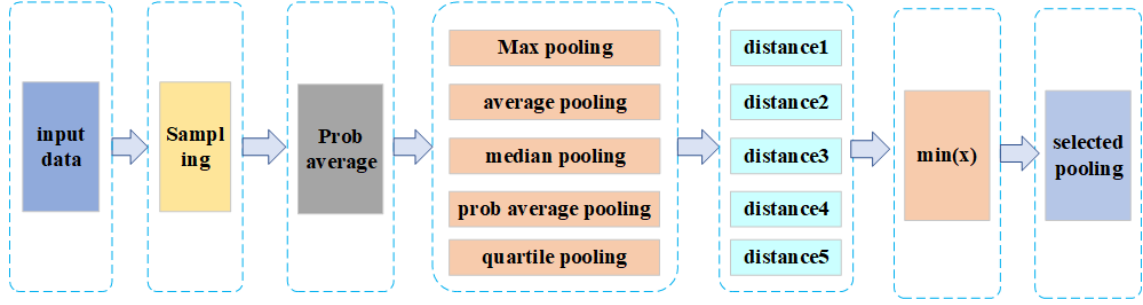 input
data
Sampl
ing
Prob
average
Max pooling
average pooling
median pooling
prob average pooling
quartile pooling
distance1
distance2
distance3
distance4
distance5
min(x)
selected
pooling